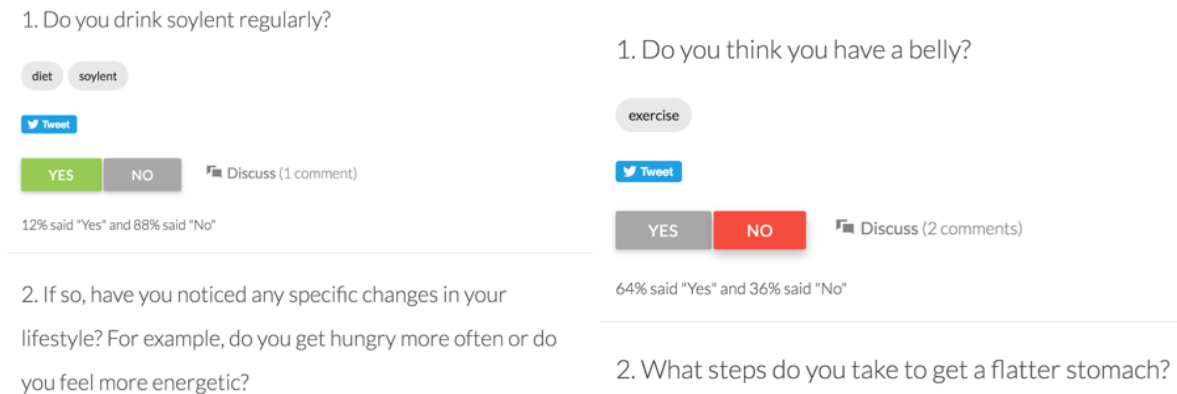 1. Do you drink soylent regularly?
diet soylent
Tweet
YES NO Discuss (1 comment)
12% said "Yes" and 88% said "No"
2. If so, have you noticed any specific changes in your
lifestyle? For example, do you get hungry more often or do
you feel more energetic?
1. Do you think you have a belly?
exercise
Tweet
YES NO Discuss (2 comments)
64% said "Yes" and 36% said "No"
2. What steps do you take to get a flatter stomach?